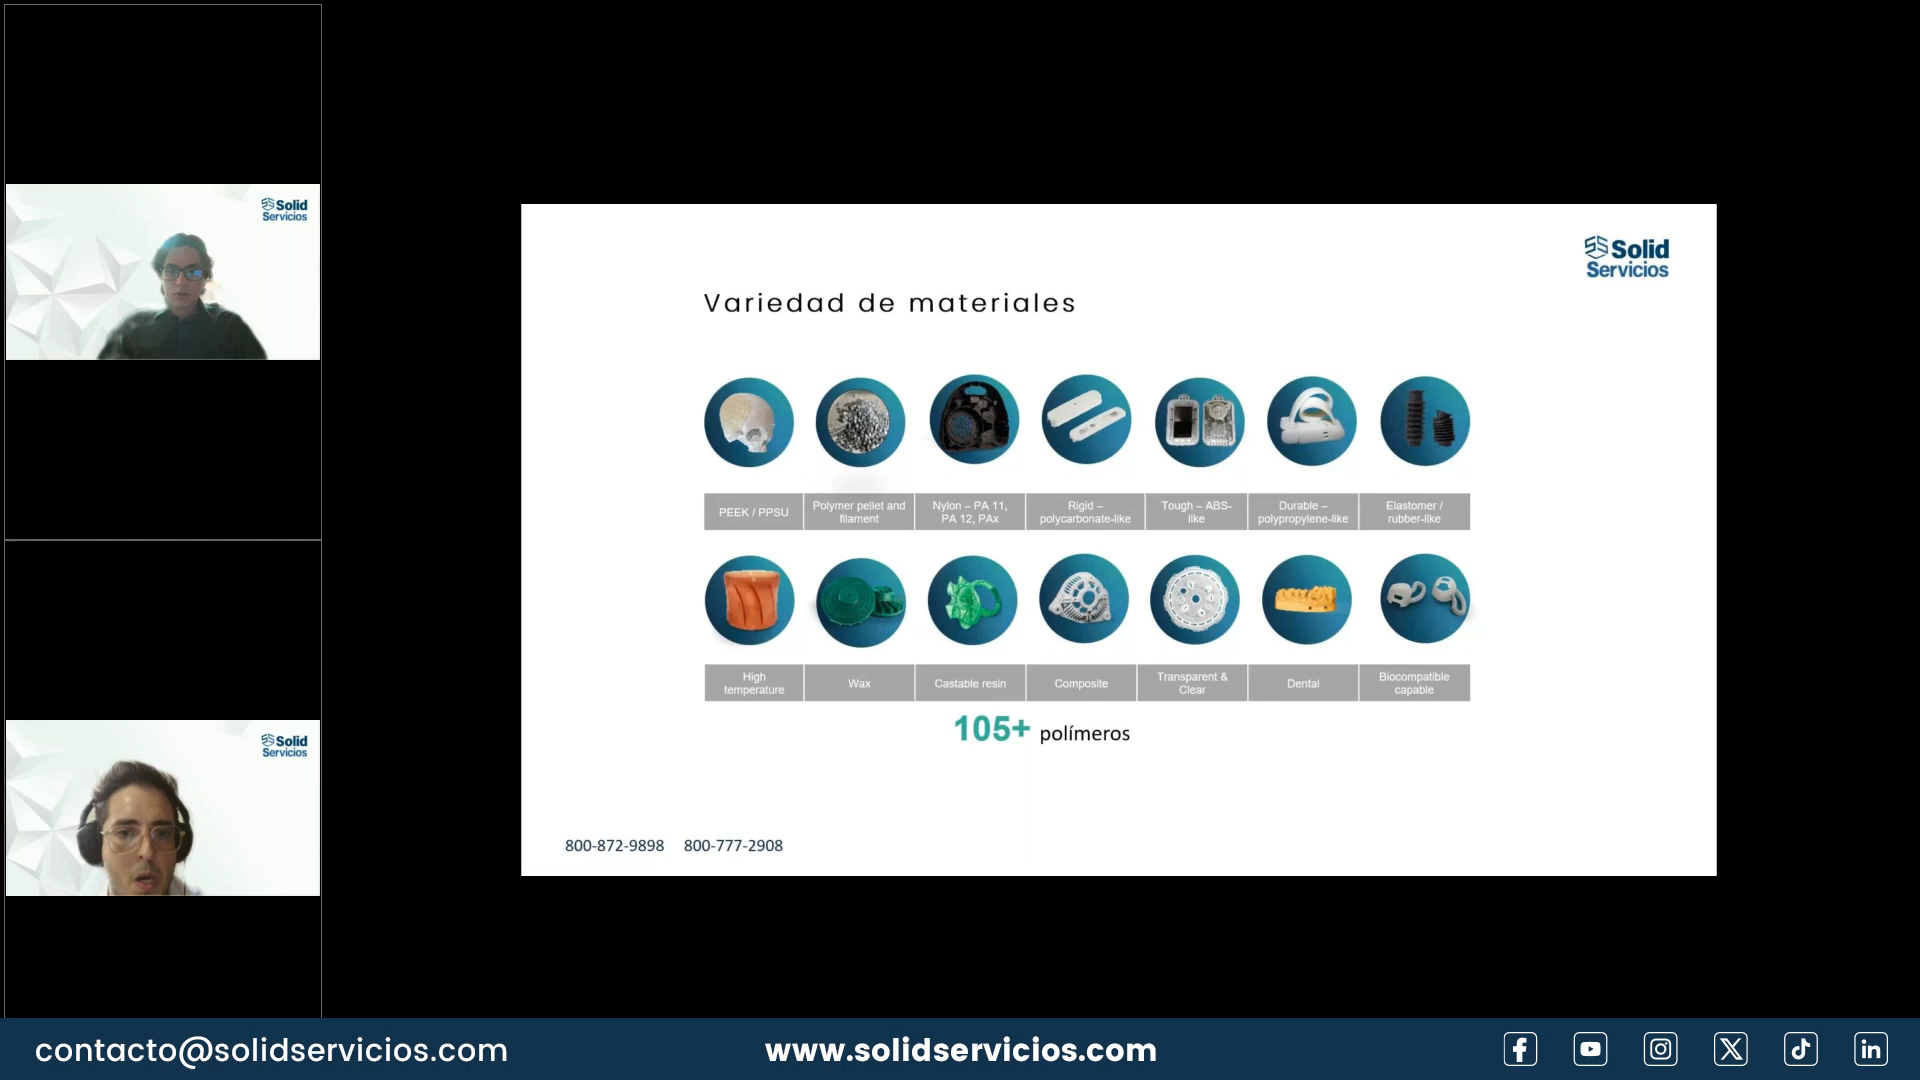 Solid
Servicios
Solid
Servicios
Solid
Servicios
Variedad de materiales
PEEK / PPSU
Polymer pellet and
filament
Nylon – PA 11,
PA 12, PAx
Rigid –
polycarbonate-like
Tough – ABS-
like
Durable –
polypropylene-like
Elastomer /
rubber-like
High
temperature
Wax
Castable resin
Composite
Transparent &
Clear
Dental
Biocompatible
capable
105+ polímeros
800-872-9898 800-777-2908
contacto@solidservicios.com
www.solidservicios.com